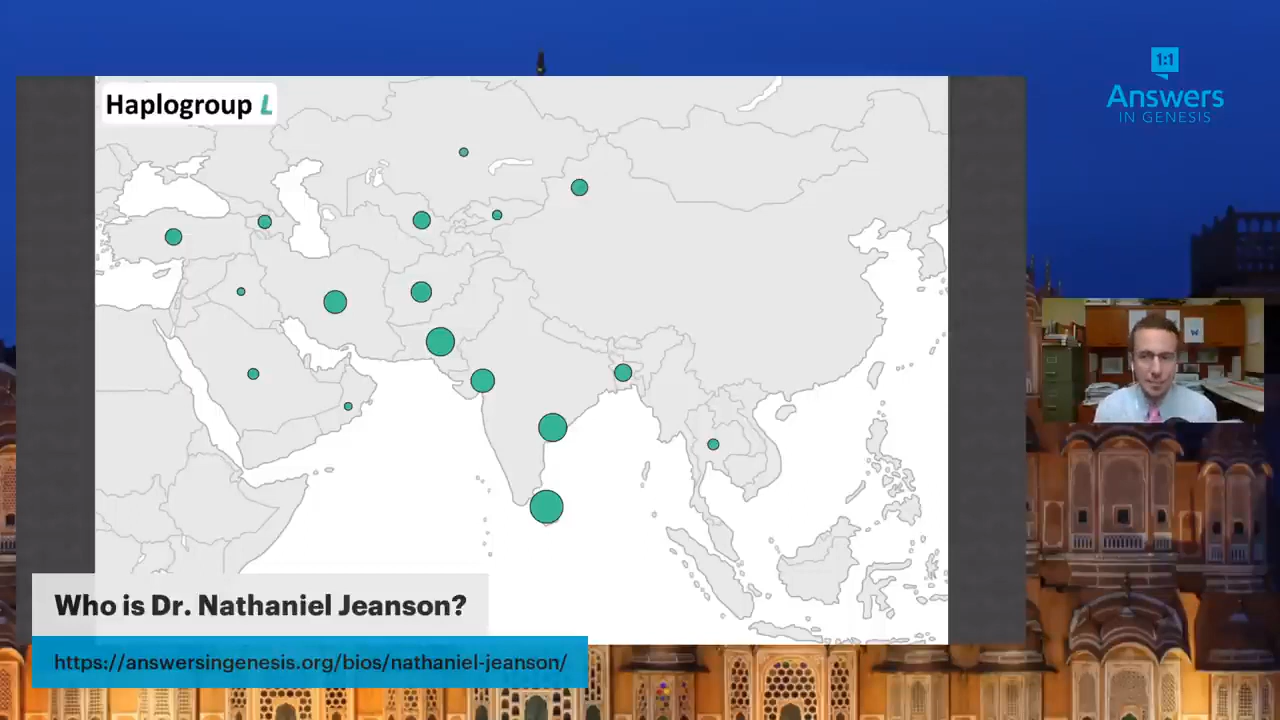 Haplogroup L
1:1
Answers
IN GENESIS
Who is Dr. Nathaniel Jeanson?
https://answersingenesis.org/bios/nathaniel-jeanson/